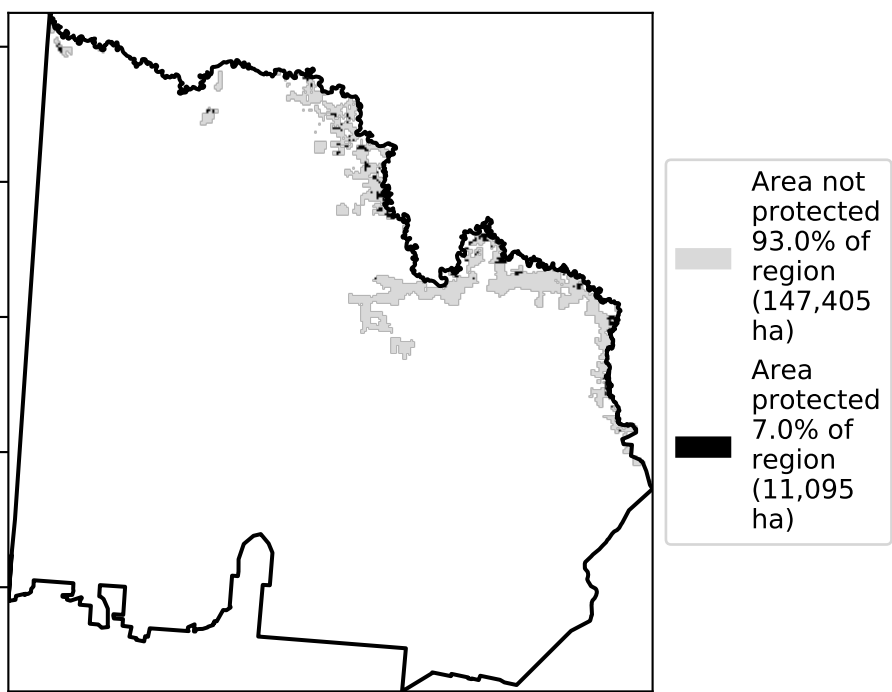 Area not
protected
93.0% of
region
(147,405
ha)
Area
protected
7.0% of
region
(11,095
ha)